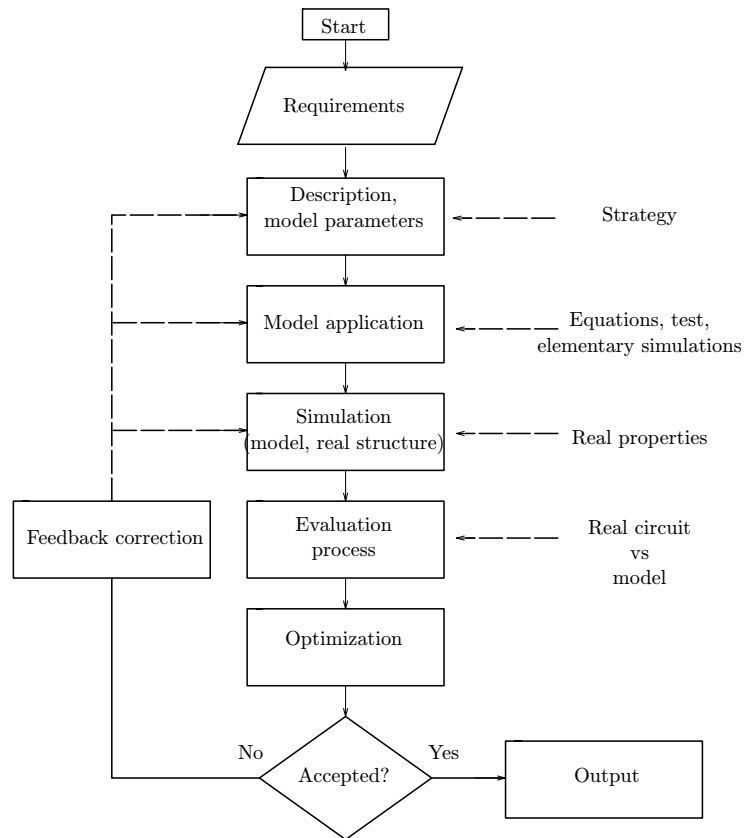 Start
Requirements
Description,
model parameters
Strategy
Model application
Equations, test,
elementary simulations
Simulation
(model, real structure)
Real properties
Feedback correction
Evaluation
process
Real circuit
vs
model
Optimization
No
Yes
Accepted?
Output